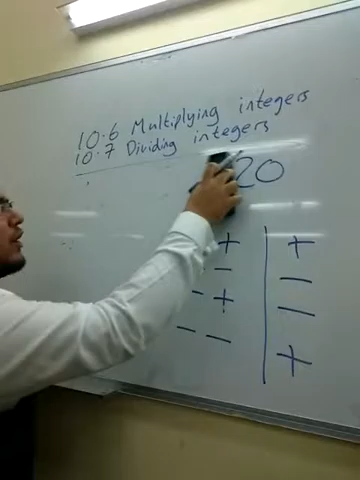 10.6 Multiplying integers
10.7 Dividing integers
20
+ | +
- | -
- + | -
- - | +